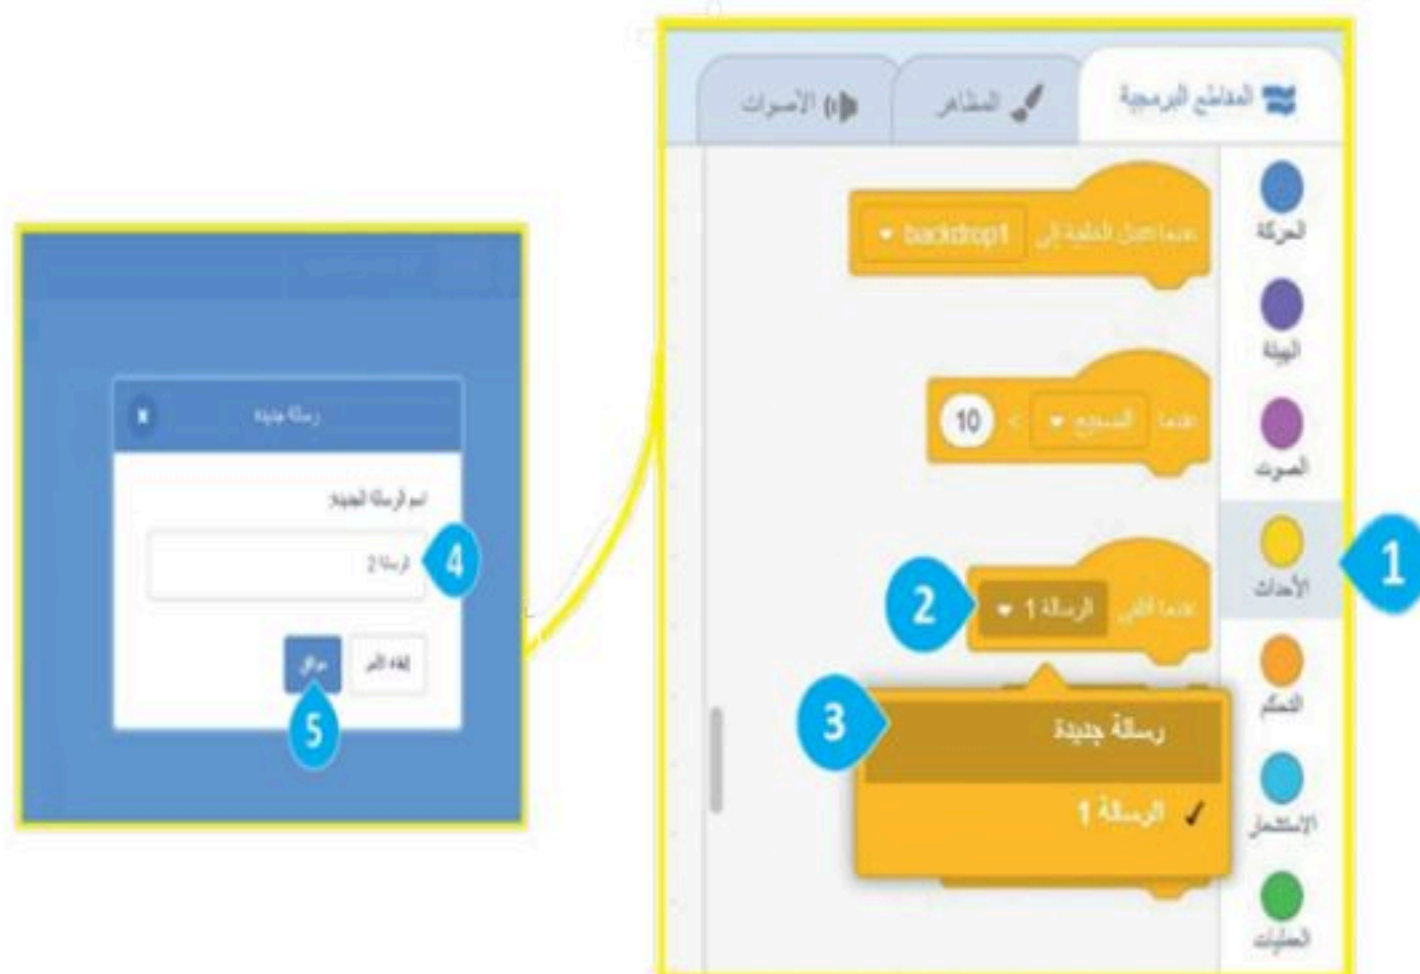 المقاطع البرمجية
المظاهر
الأصوات
الحركة
الهيئة
الصوت
الأحداث
التحكم
الاستشعار
العمليات
عندما تتبدل الخلفية إلى backdrop1
عندما > 10
عندما أتلقى الرسالة 1
رسالة جديدة
الرسالة 1
1
2
3
رسالة جديدة
اسم الرسالة الجديدة:
الرسالة 2
4
إلغاء الأمر
موافق
5